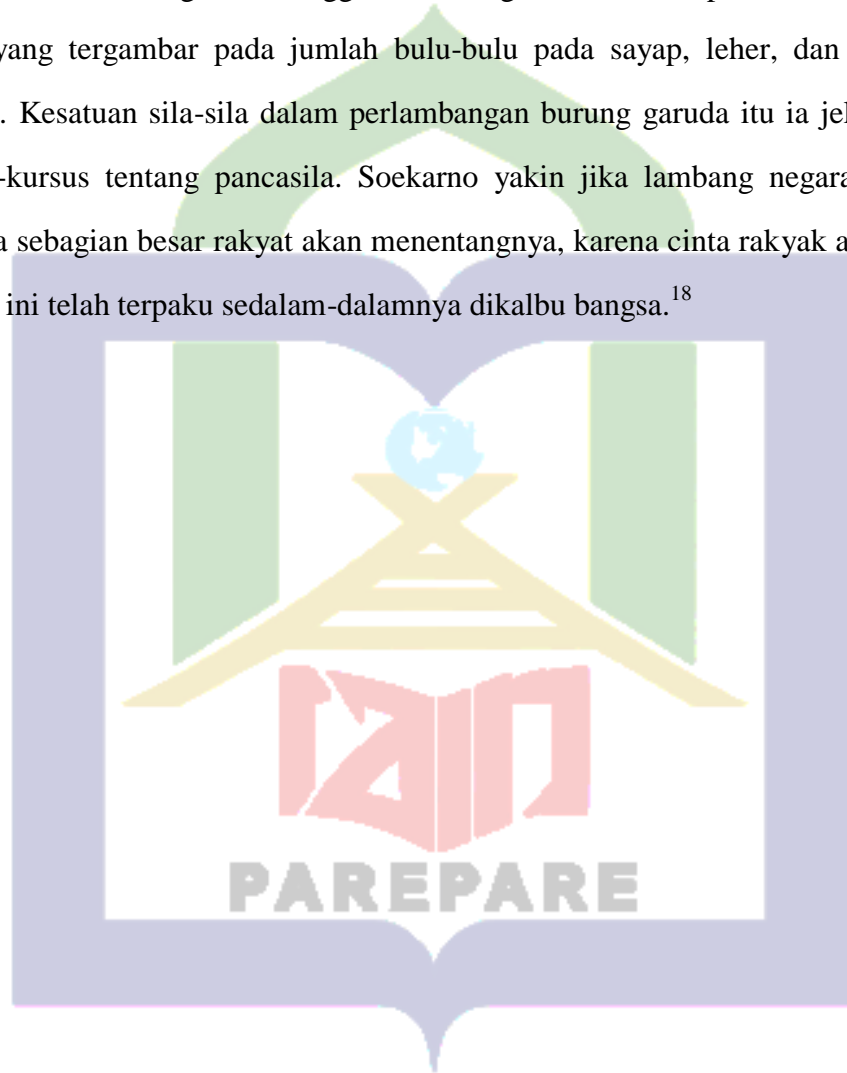 yang tergambar pada jumlah bulu-bulu pada sayap, leher, dan
. Kesatuan sila-sila dalam perlambangan burung garuda itu ia
-kursus tentang pancasila. Soekarno yakin jika lambang negara
sebagian besar rakyat akan menentangnya, karena cinta rakyak
ini telah terpaku sedalam-dalamnya dikalbu bangsa.18
iain
PAREPARE